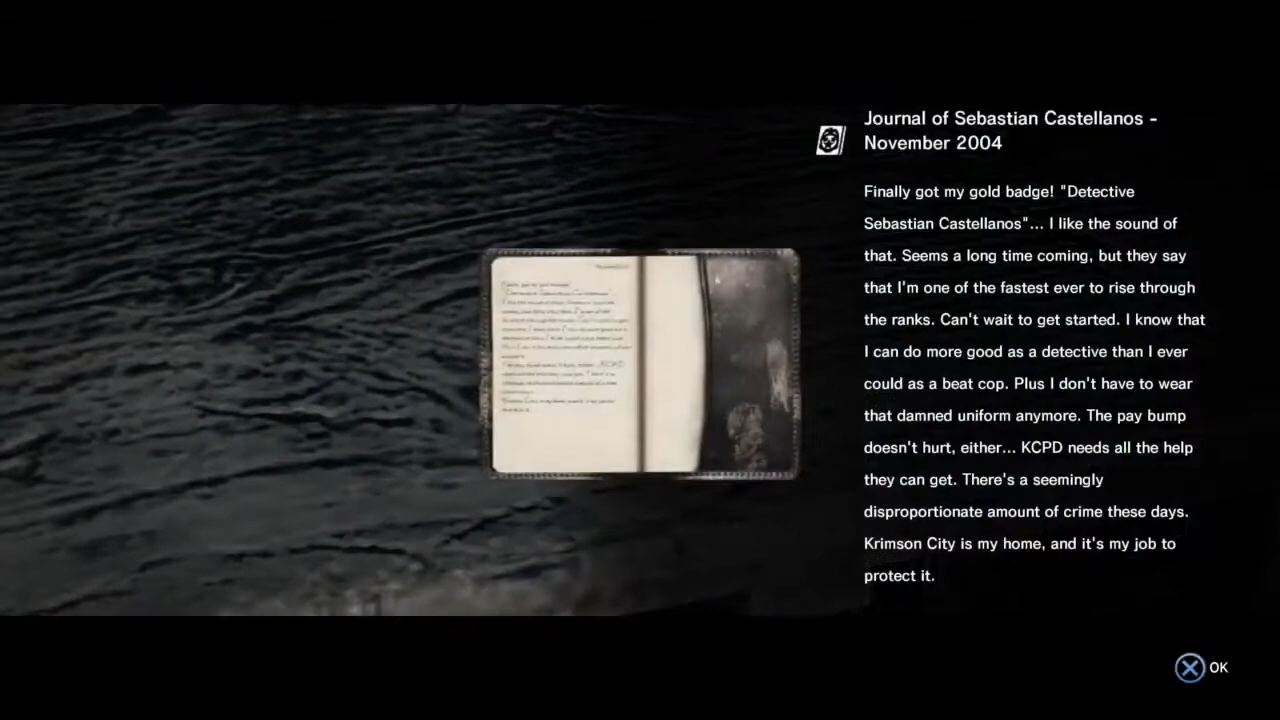 Journal of Sebastian Castellanos -
November 2004
Finally got my gold badge! "Detective
Sebastian Castellanos"... I like the sound of
that. Seems a long time coming, but they say
that I'm one of the fastest ever to rise through
the ranks. Can't wait to get started. I know that
I can do more good as a detective than I ever
could as a beat cop. Plus I don't have to wear
that damned uniform anymore. The pay bump
doesn't hurt, either... KCPD needs all the help
they can get. There's a seemingly
disproportionate amount of crime these days.
Krimson City is my home, and it's my job to
protect it.
OK